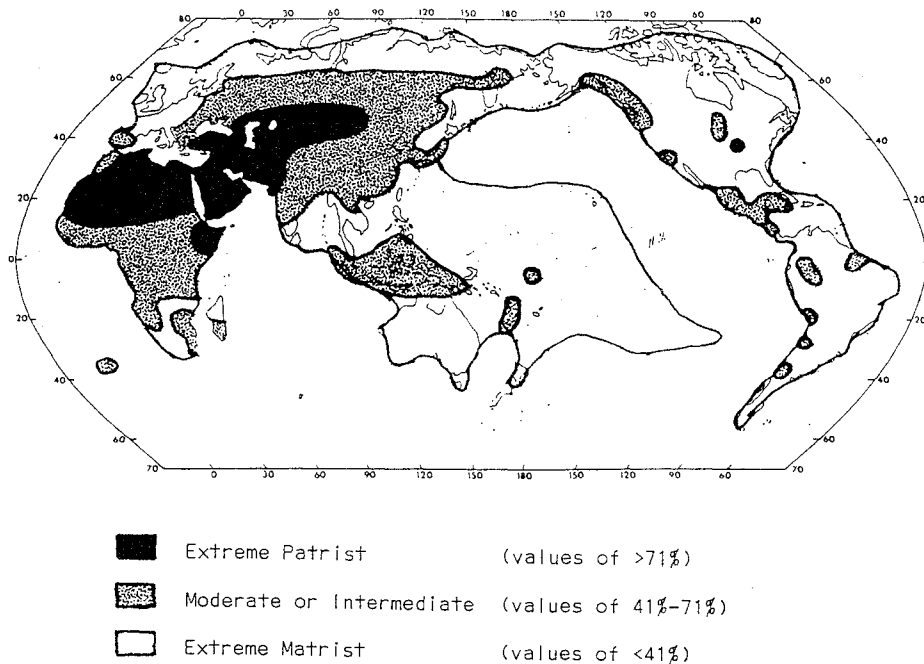 80 0 30 60 90 120 150 180 150 120 90 60 80
60 60
40 40
20 20
0 0
20 20
40 40
60 60
70 0 30 60 90 120 150 180 150 120 90 60 70
Extreme Patrist (values of >71%)
Moderate or Intermediate (values of 41%-71%)
Extreme Matrist (values of <41%)